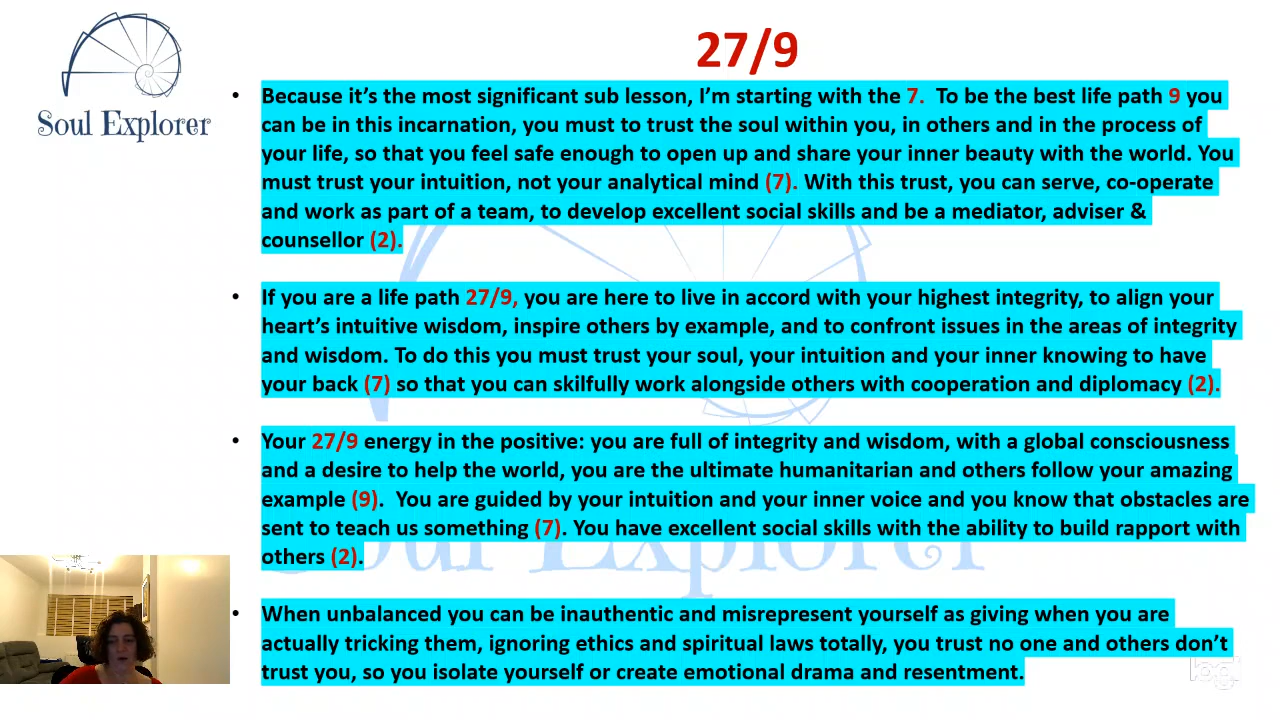 27/9
Soul Explorer
• Because it's the most significant sub lesson, I'm starting with the 7.  To be the best life path 9 you
can be in this incarnation, you must to trust the soul within you, in others and in the process of
your life, so that you feel safe enough to open up and share your inner beauty with the world. You
must trust your intuition, not your analytical mind (7). With this trust, you can serve, co-operate
and work as part of a team, to develop excellent social skills and be a mediator, adviser &
counsellor (2).
• If you are a life path 27/9, you are here to live in accord with your highest integrity, to align your
heart's intuitive wisdom, inspire others by example, and to confront issues in the areas of integrity
and wisdom. To do this you must trust your soul, your intuition and your inner knowing to have
your back (7) so that you can skilfully work alongside others with cooperation and diplomacy (2).
• Your 27/9 energy in the positive: you are full of integrity and wisdom, with a global consciousness
and a desire to help the world, you are the ultimate humanitarian and others follow your amazing
example (9).  You are guided by your intuition and your inner voice and you know that obstacles are
sent to teach us something (7). You have excellent social skills with the ability to build rapport with
others (2).
Soul Explorer
• When unbalanced you can be inauthentic and misrepresent yourself as giving when you are
actually tricking them, ignoring ethics and spiritual laws totally, you trust no one and others don't
trust you, so you isolate yourself or create emotional drama and resentment.